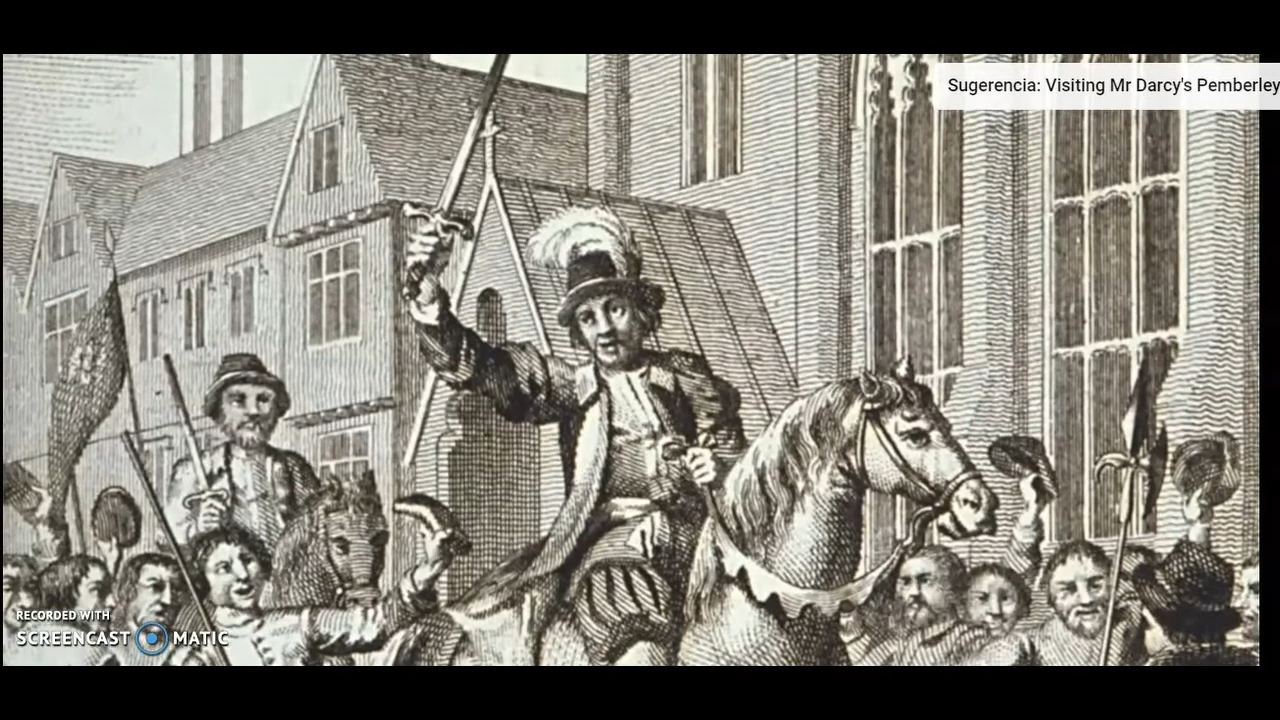 Sugerencia: Visiting Mr Darcy's Pemberley
RECORDED WITH
SCREENCAST MATIC